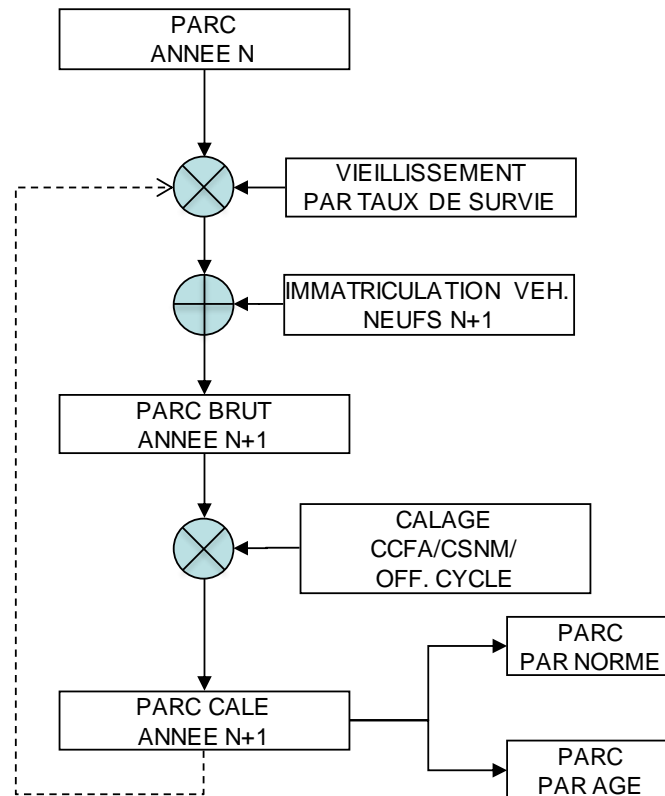 PARC
ANNEE N
VIEILLISSEMENT
PAR TAUX DE SURVIE
IMMATRICULATION VEH.
NEUFS N+1
PARC BRUT
ANNEE N+1
CALAGE
CCFA/CSNM/
OFF. CYCLE
PARC
PAR NORME
PARC CALE
ANNEE N+1
PARC
PAR AGE